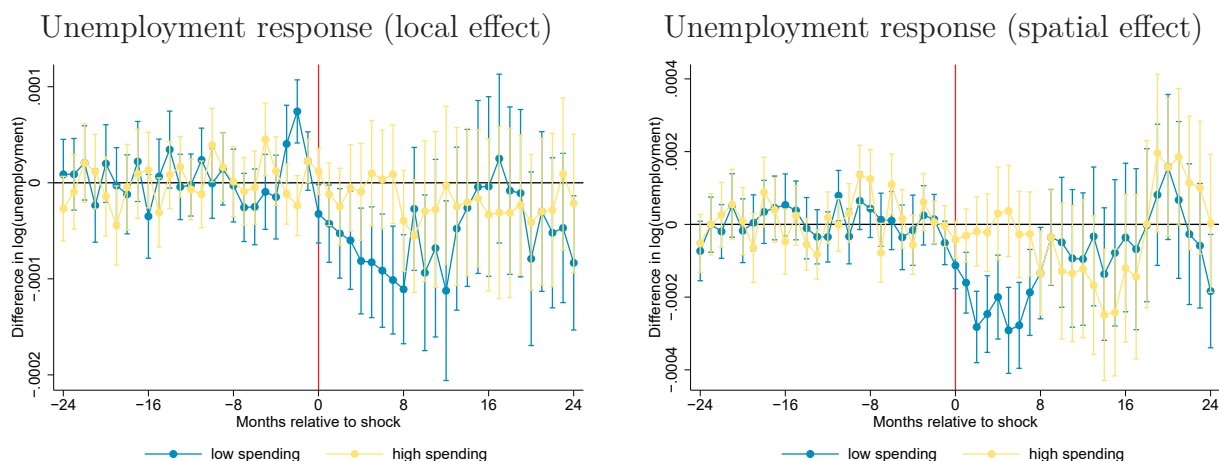 Unemployment response (local effect)
Difference in log(unemployment)
.0001
0
-.0001
-.0002
−24 −16 −8 0 8 16 24
Months relative to shock
low spending high spending
Unemployment response (spatial effect)
Difference in log(unemployment)
.0004
.0002
0
-.0002
-.0004
−24 −16 −8 0 8 16 24
Months relative to shock
low spending high spending